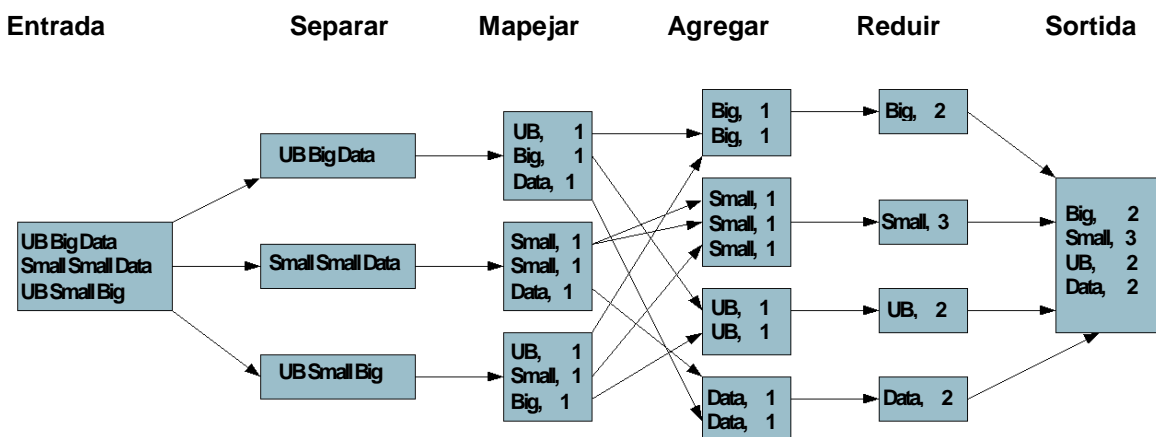 Entrada
Separar
Mapejar
Agregar
Reduir
Sortida
UB Big Data
Small Small Data
UB Small Big
UB Big Data
Small Small Data
UB Small Big
UB, 1
Big, 1
Data, 1
Small, 1
Small, 1
Data, 1
UB, 1
Small, 1
Big, 1
Big, 1
Big, 1
Small, 1
Small, 1
Small, 1
UB, 1
UB, 1
Data, 1
Data, 1
Big, 2
Small, 3
UB, 2
Data, 2
Big, 2
Small, 3
UB, 2
Data, 2